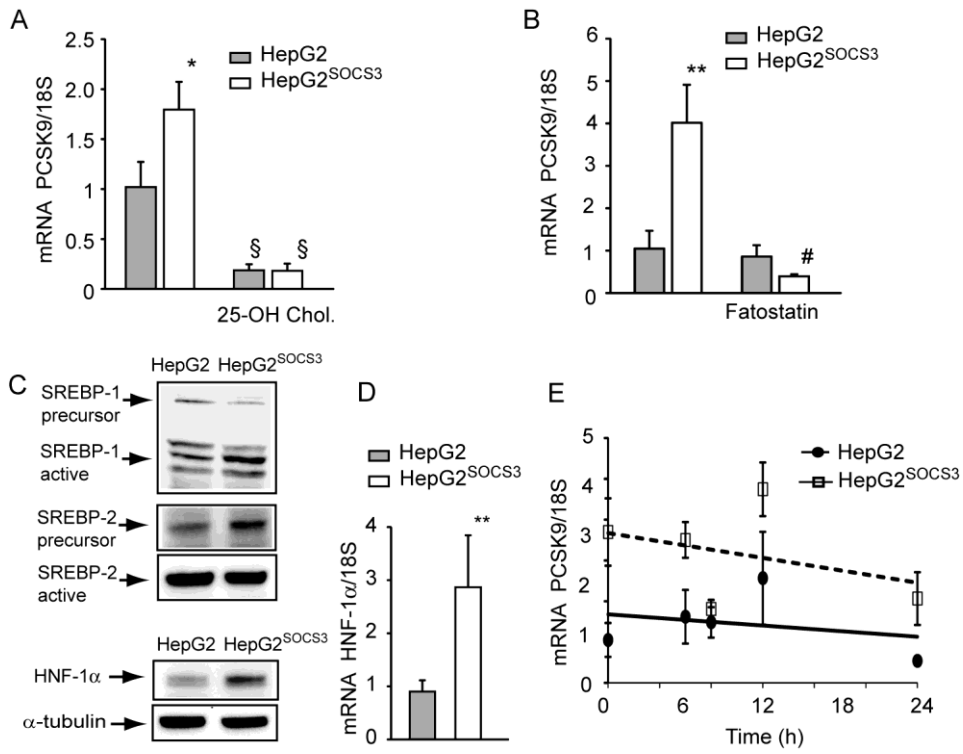 A
HepG2
HepG2SOCS3
mRNA PCSK9/18S
2.5
2.0
1.5
1
0.5
0
*
§
§
25-OH Chol.
B
HepG2
HepG2SOCS3
mRNA PCSK9/18S
6
5
4
3
2
1
0
**
#
Fatostatin
C
HepG2 HepG2SOCS3
SREBP-1
precursor
SREBP-1
active
SREBP-2
precursor
SREBP-2
active
HepG2 HepG2SOCS3
HNF-1α
α-tubulin
D
HepG2
HepG2SOCS3
mRNA HNF-1α/18S
4
3
2
1
0
**
E
HepG2
HepG2SOCS3
mRNA PCSK9/18S
5
4
3
2
1
0
0 6 12 18 24
Time (h)